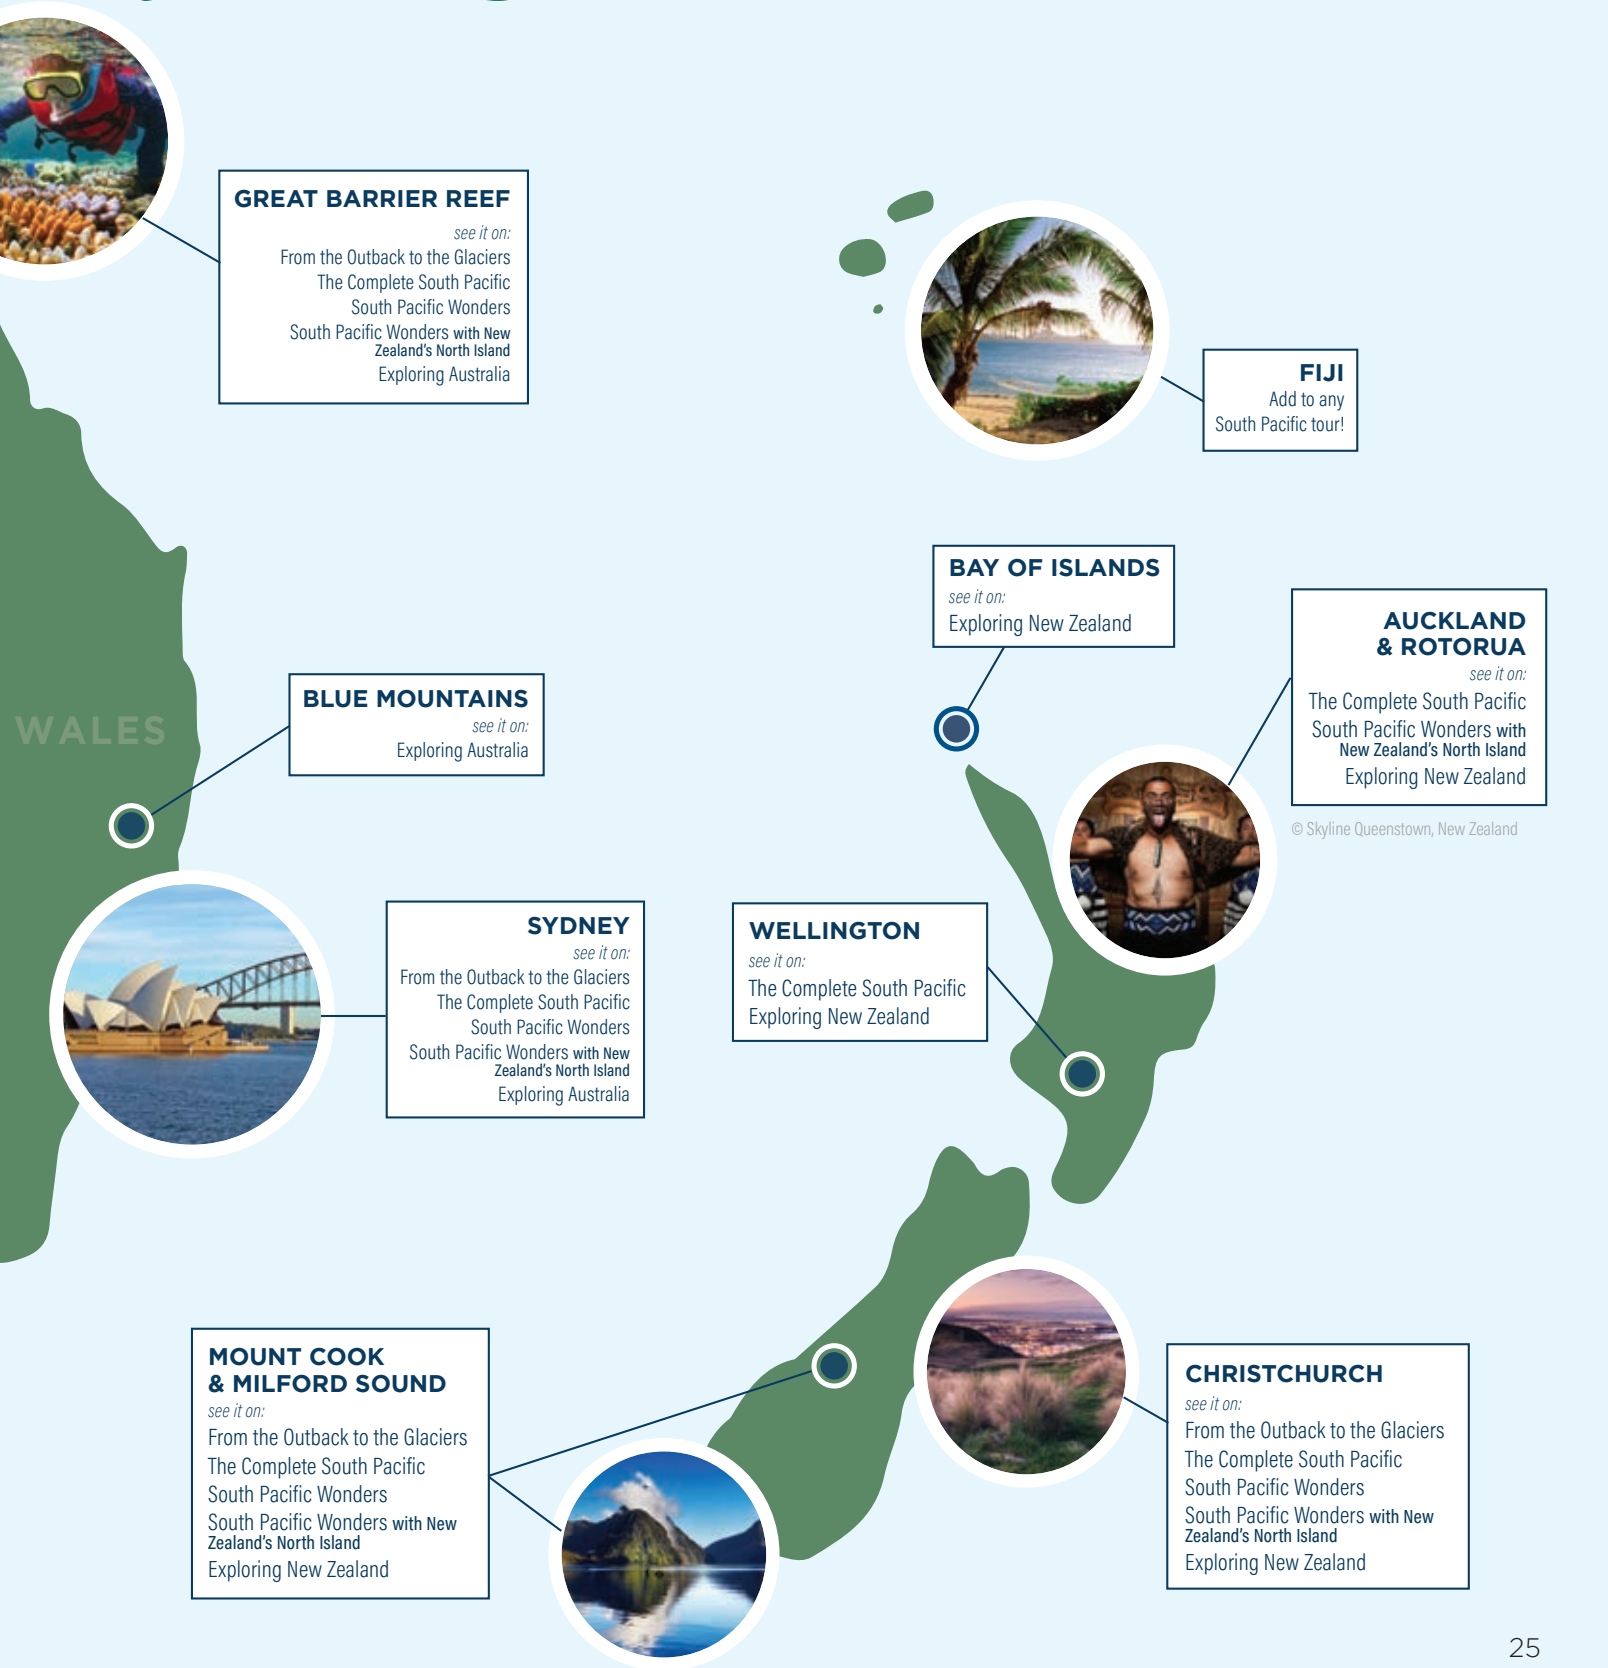 GREAT BARRIER REEF
see it on:
From the Outback to the Glaciers
The Complete South Pacific
South Pacific Wonders
South Pacific Wonders with New
Zealand's North Island
Exploring Australia
FIJI
Add to any
South Pacific tour!
BAY OF ISLANDS
see it on:
Exploring New Zealand
AUCKLAND
& ROTORUA
see it on:
The Complete South Pacific
South Pacific Wonders with
New Zealand's North Island
Exploring New Zealand
© Skyline Queenstown, New Zealand
WALES
BLUE MOUNTAINS
see it on:
Exploring Australia
SYDNEY
see it on:
From the Outback to the Glaciers
The Complete South Pacific
South Pacific Wonders
South Pacific Wonders with New
Zealand's North Island
Exploring Australia
WELLINGTON
see it on:
The Complete South Pacific
Exploring New Zealand
MOUNT COOK
& MILFORD SOUND
see it on:
From the Outback to the Glaciers
The Complete South Pacific
South Pacific Wonders
South Pacific Wonders with New
Zealand's North Island
Exploring New Zealand
CHRISTCHURCH
see it on:
From the Outback to the Glaciers
The Complete South Pacific
South Pacific Wonders
South Pacific Wonders with New
Zealand's North Island
Exploring New Zealand
25